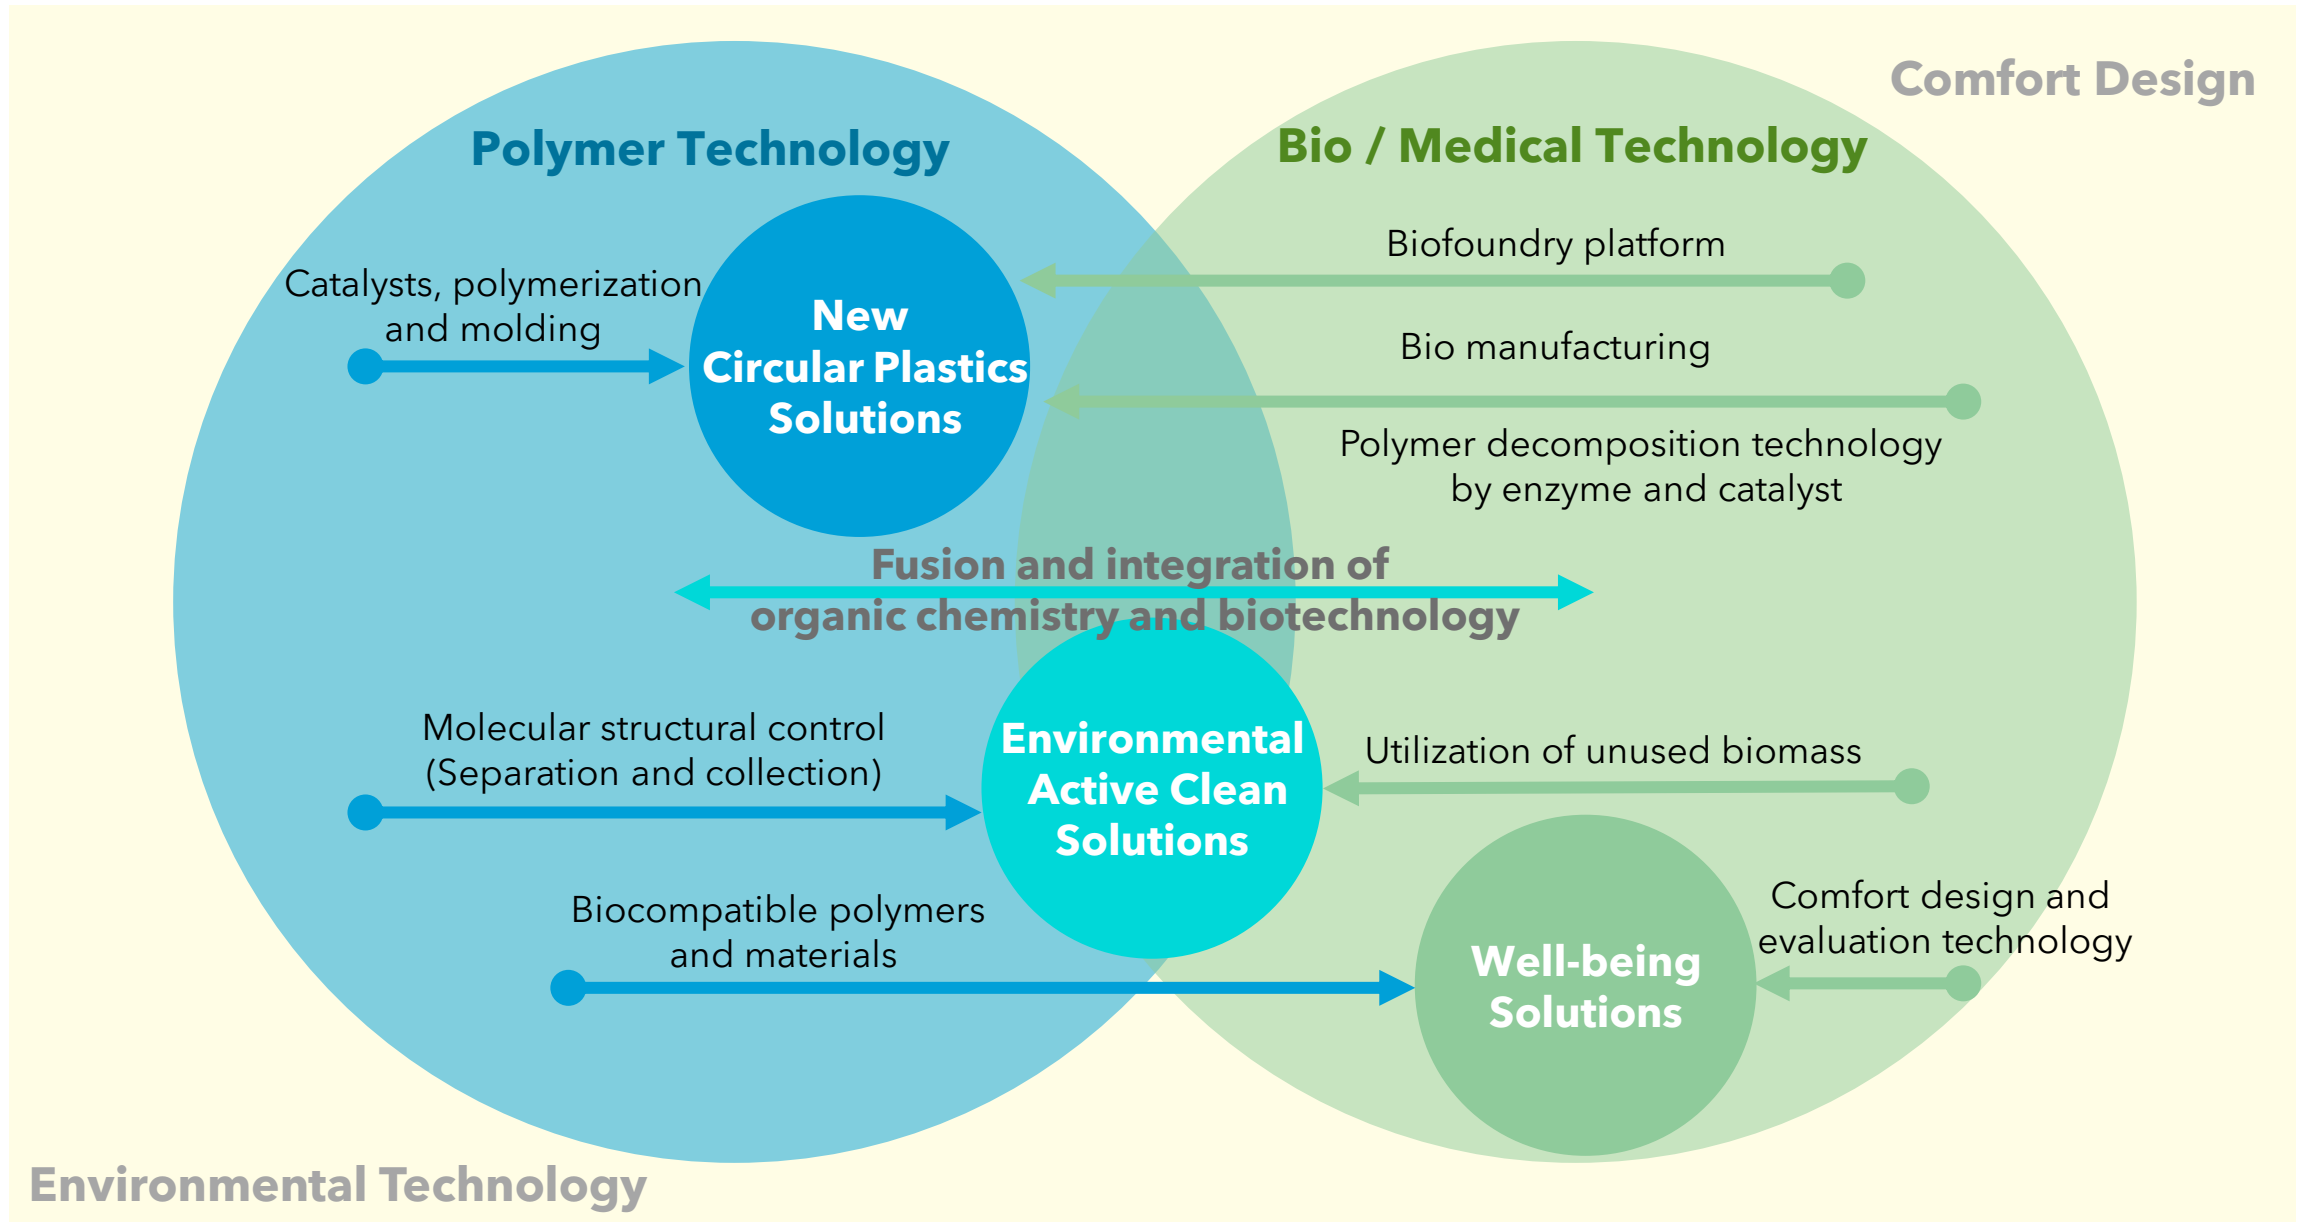 Comfort Design
Polymer Technology
Bio / Medical Technology
Catalysts, polymerization
and molding
New
Circular Plastics
Solutions
Biofoundry platform
Bio manufacturing
Polymer decomposition technology
by enzyme and catalyst
Fusion and integration of
organic chemistry and biotechnology
Molecular structural control
(Separation and collection)
Environmental
Active Clean
Solutions
Utilization of unused biomass
Biocompatible polymers
and materials
Well-being
Solutions
Comfort design and
evaluation technology
Environmental Technology